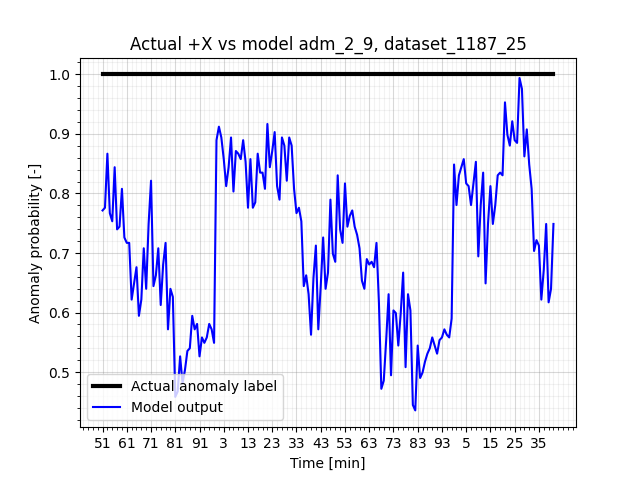 Actual +X vs model adm_2_9, dataset_1187_25
1.0
0.9
0.8
0.7
0.6
0.5
Anomaly probability [-]
Actual anomaly label
Model output
51 61 71 81 91 3 13 23 33 43 53 63 73 83 93 5 15 25 35
Time [min]